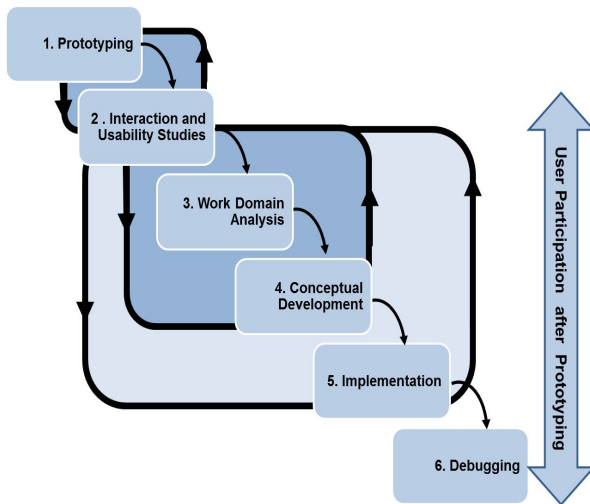 1. Prototyping
2 . Interaction and
Usability Studies
3. Work Domain
Analysis
4. Conceptual
Development
5. Implementation
6. Debugging
User Participation after Prototyping